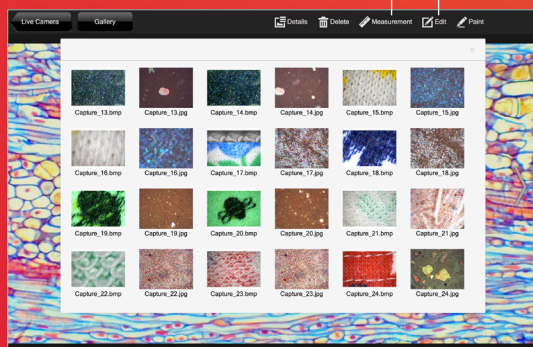 Live Camera Gallery Details Delete Measurement Edit Paint
×
Capture_13.bmp Capture_13.jpg Capture_14.bmp Capture_14.jpg Capture_15.bmp Capture_15.jpg
Capture_16.bmp Capture_16.jpg Capture_17.bmp Capture_17.jpg Capture_18.bmp Capture_18.jpg
Capture_19.bmp Capture_19.jpg Capture_20.bmp Capture_20.jpg Capture_21.bmp Capture_21.jpg
Capture_22.bmp Capture_22.jpg Capture_23.bmp Capture_23.jpg Capture_24.bmp Capture_24.jpg